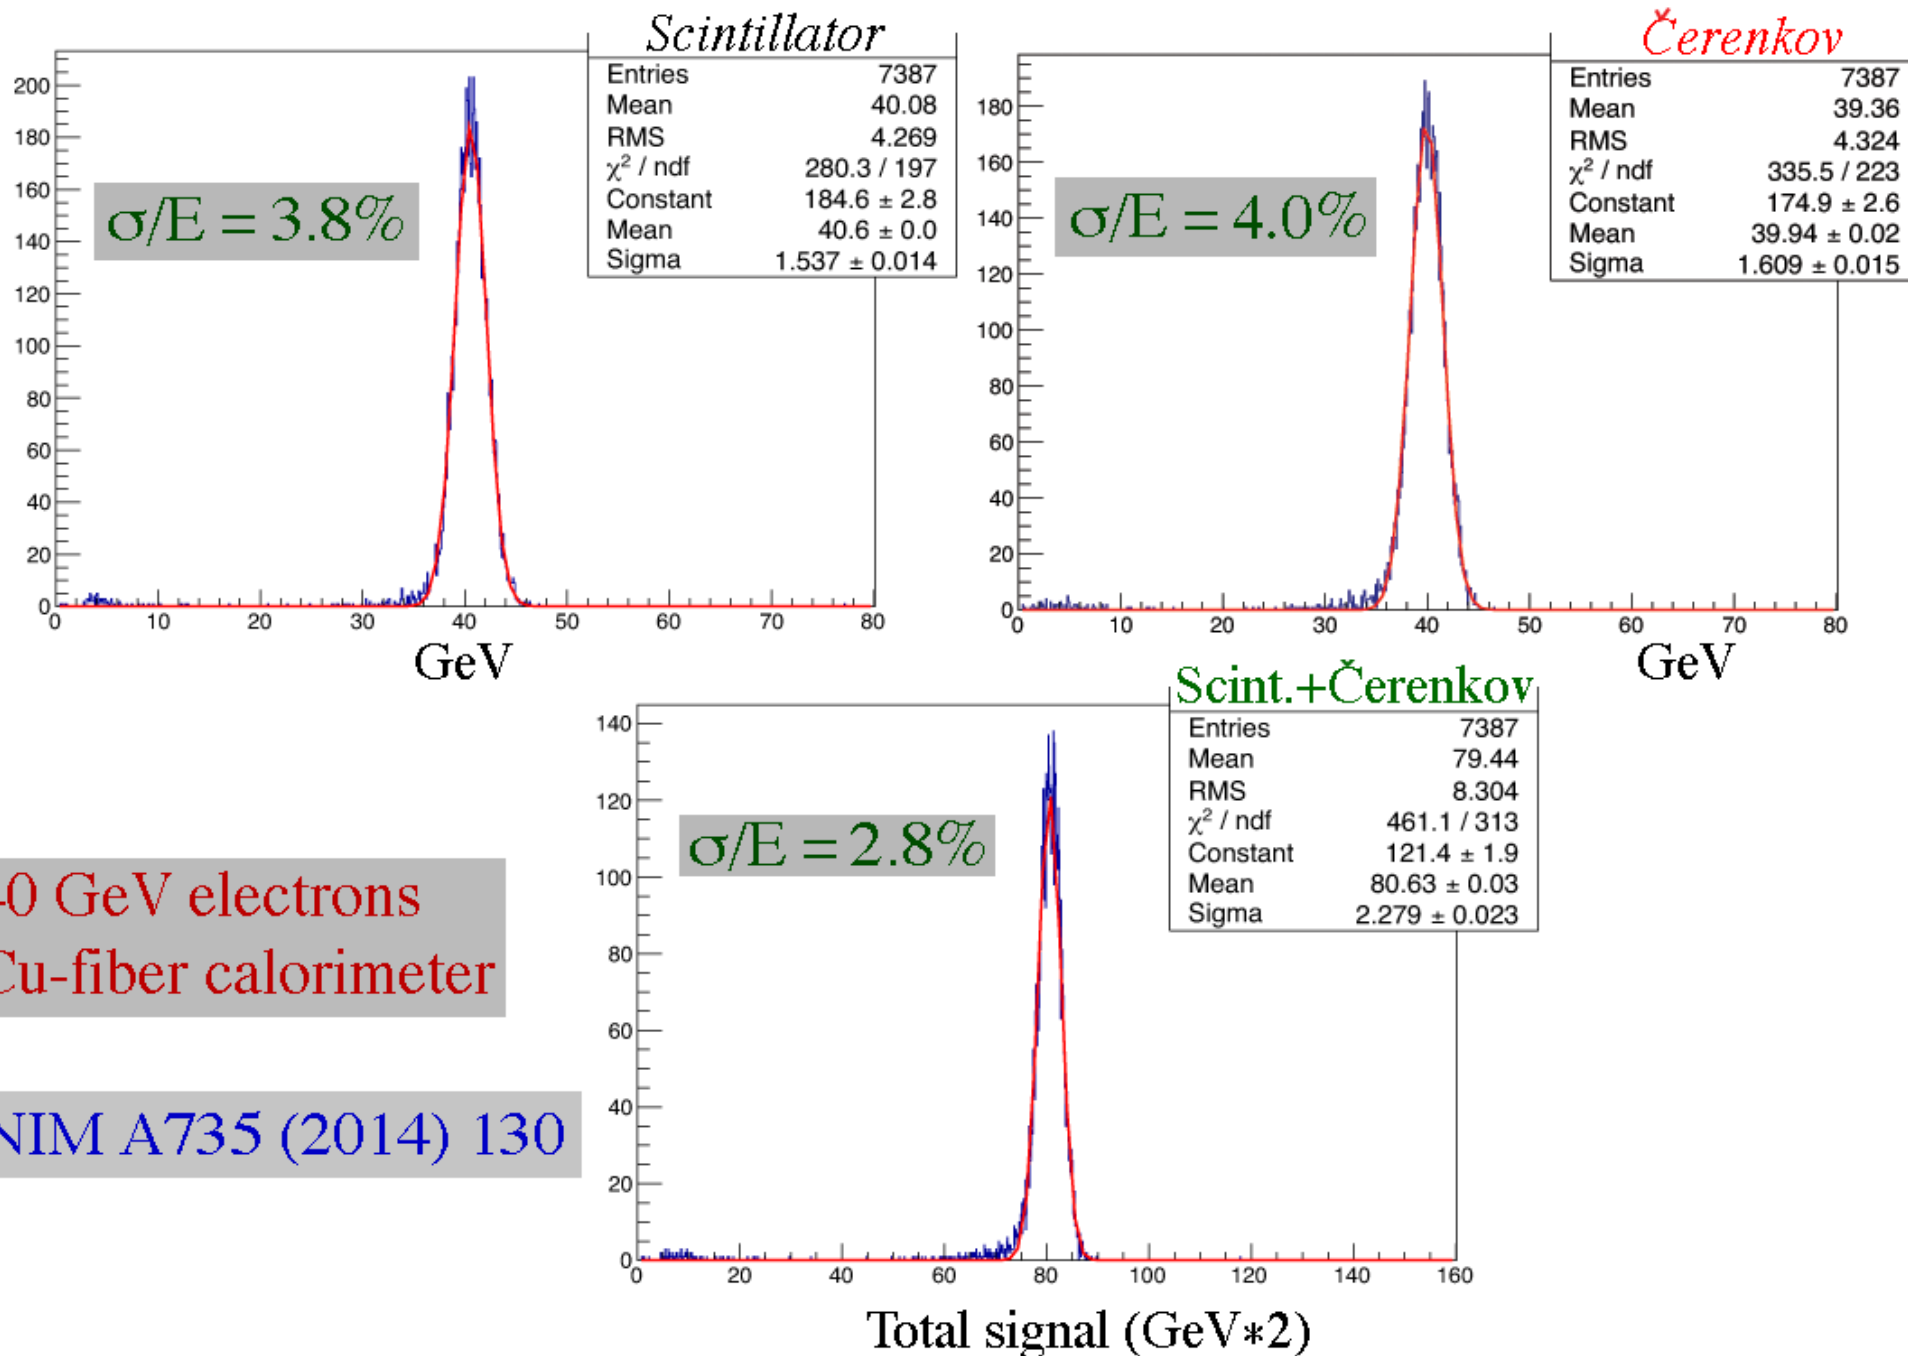 Scintillator
Entries 7387
Mean 40.08
RMS 4.269
χ² / ndf 280.3 / 197
Constant 184.6 ± 2.8
Mean 40.6 ± 0.0
Sigma 1.537 ± 0.014
σ/E = 3.8%
200
180
160
140
120
100
80
60
40
20
0
0 10 20 30 40 50 60 70 80
GeV
Čerenkov
Entries 7387
Mean 39.36
RMS 4.324
χ² / ndf 335.5 / 223
Constant 174.9 ± 2.6
Mean 39.94 ± 0.02
Sigma 1.609 ± 0.015
σ/E = 4.0%
180
160
140
120
100
80
60
40
20
0
0 10 20 30 40 50 60 70 80
GeV
Scint.+Čerenkov
Entries 7387
Mean 79.44
RMS 8.304
χ² / ndf 461.1 / 313
Constant 121.4 ± 1.9
Mean 80.63 ± 0.03
Sigma 2.279 ± 0.023
σ/E = 2.8%
140
120
100
80
60
40
20
0
0 20 40 60 80 100 120 140 160
Total signal (GeV*2)
0 GeV electrons
Cu-fiber calorimeter
NIM A735 (2014) 130